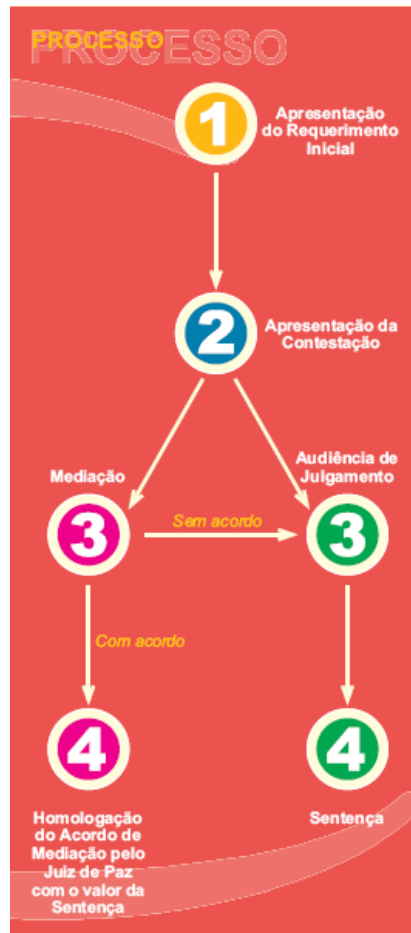 PROCESSO
PROCESSO
1
Apresentação
do Requerimento
Inicial
2
Apresentação da
Contestação
Mediação
Audiência de
Julgamento
3
Sem acordo
3
Com acordo
4
4
Homologação
do Acordo de
Mediação pelo
Juiz de Paz
com o valor da
Sentença
Sentença